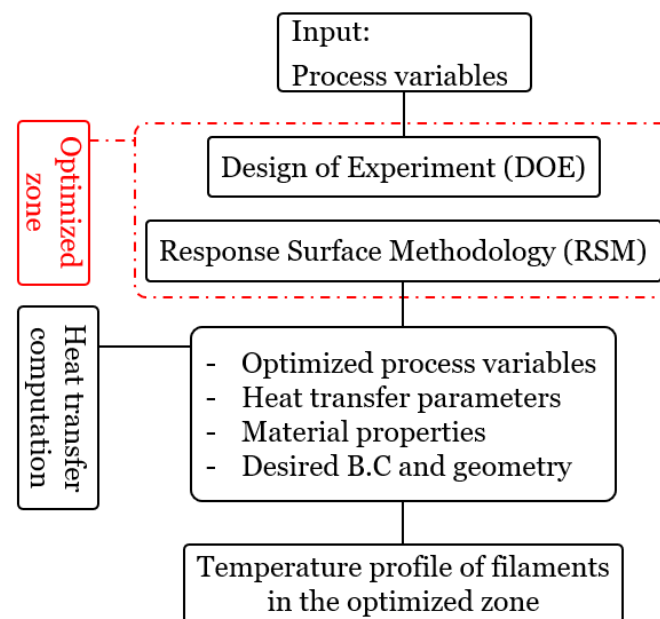 Input:
Process variables
Optimized
zone
Design of Experiment (DOE)
Response Surface Methodology (RSM)
Heat transfer
computation
- Optimized process variables
- Heat transfer parameters
- Material properties
- Desired B.C and geometry
Temperature profile of filaments
in the optimized zone